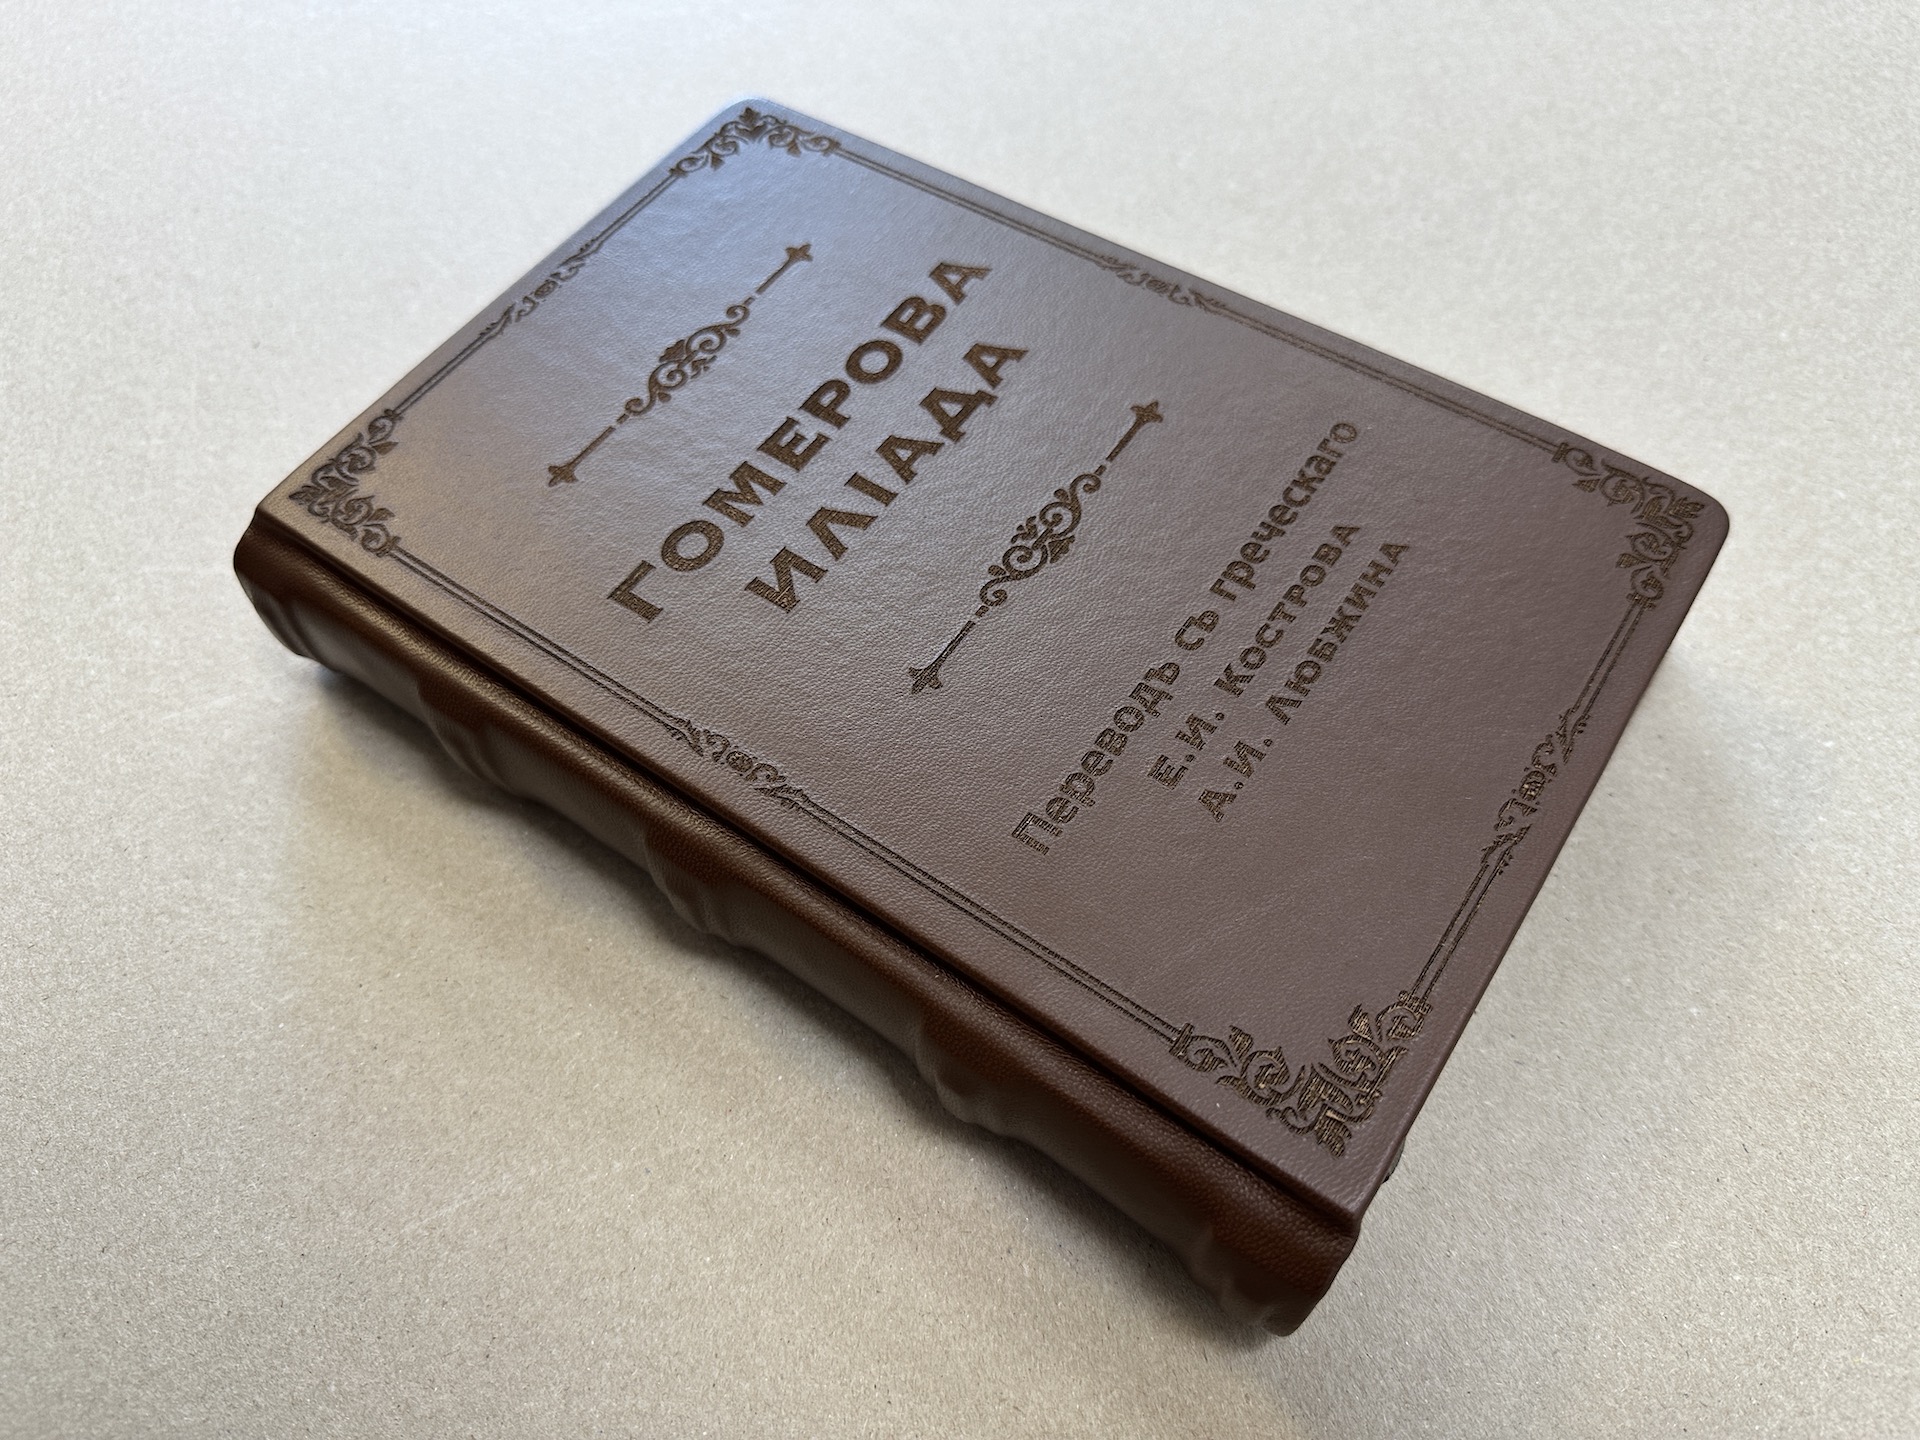 ГОМЕРОВА
ИЛІАДА
Переводъ съ греческаго
Е.И. КОСТРОВА
А.И. ЛЮБЖИНА